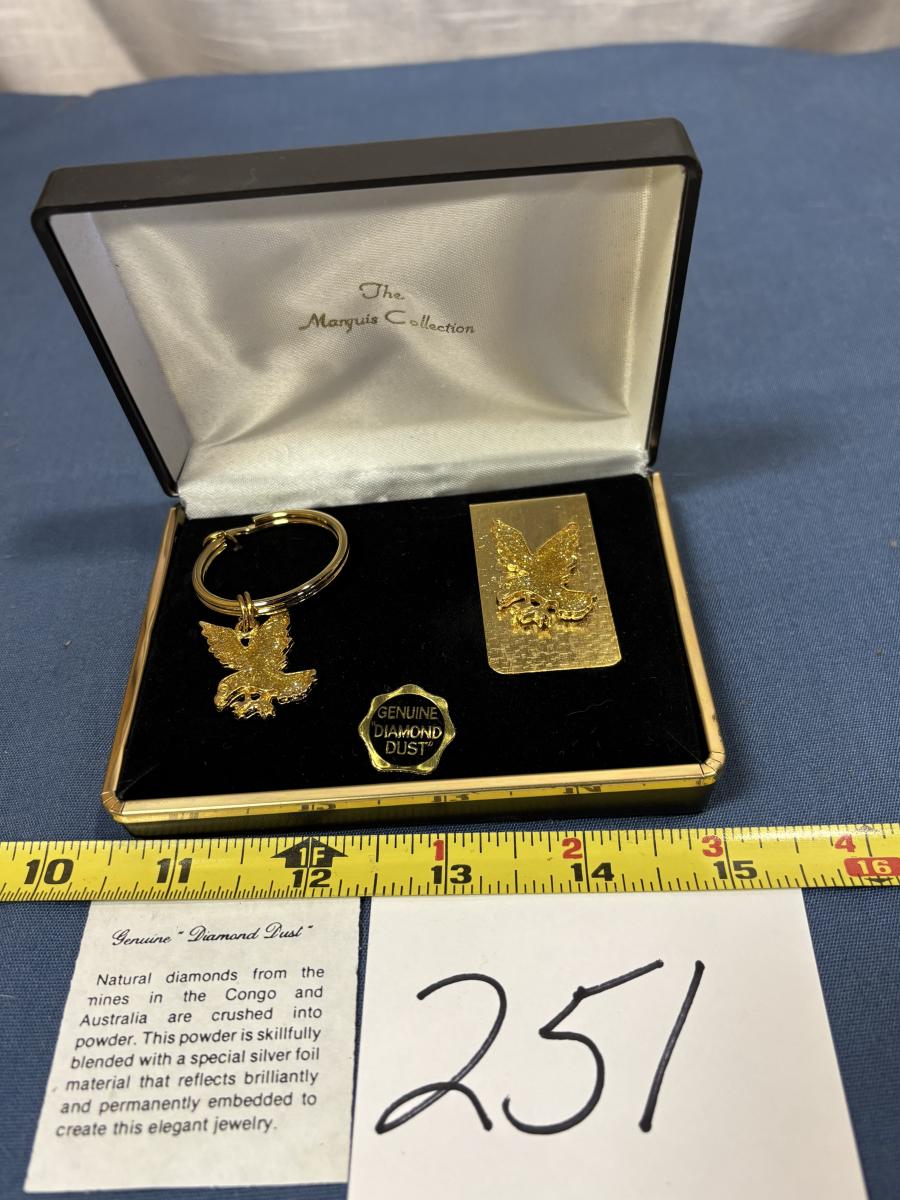 The
Marquis Collection
GENUINE
"DIAMOND
DUST"
10 11 1F 12 1 13 2 14 3 15 4 16
Genuine "Diamond Dust"
Natural diamonds from the
mines in the Congo and
Australia are crushed into
powder. This powder is skillfully
blended with a special silver foil
material that reflects brilliantly
and permanently embedded to
create this elegant jewelry.
251